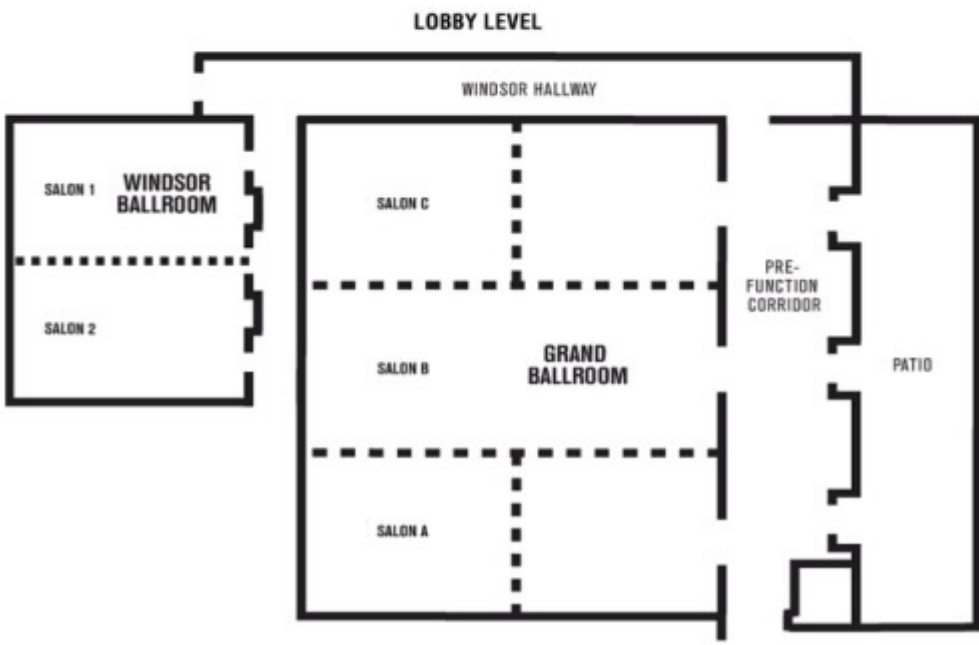 LOBBY LEVEL
WINDSOR HALLWAY
SALON 1
WINDSOR
BALLROOM
SALON 2
SALON C
SALON B
GRAND
BALLROOM
SALON A
PRE-
FUNCTION
CORRIDOR
PATIO